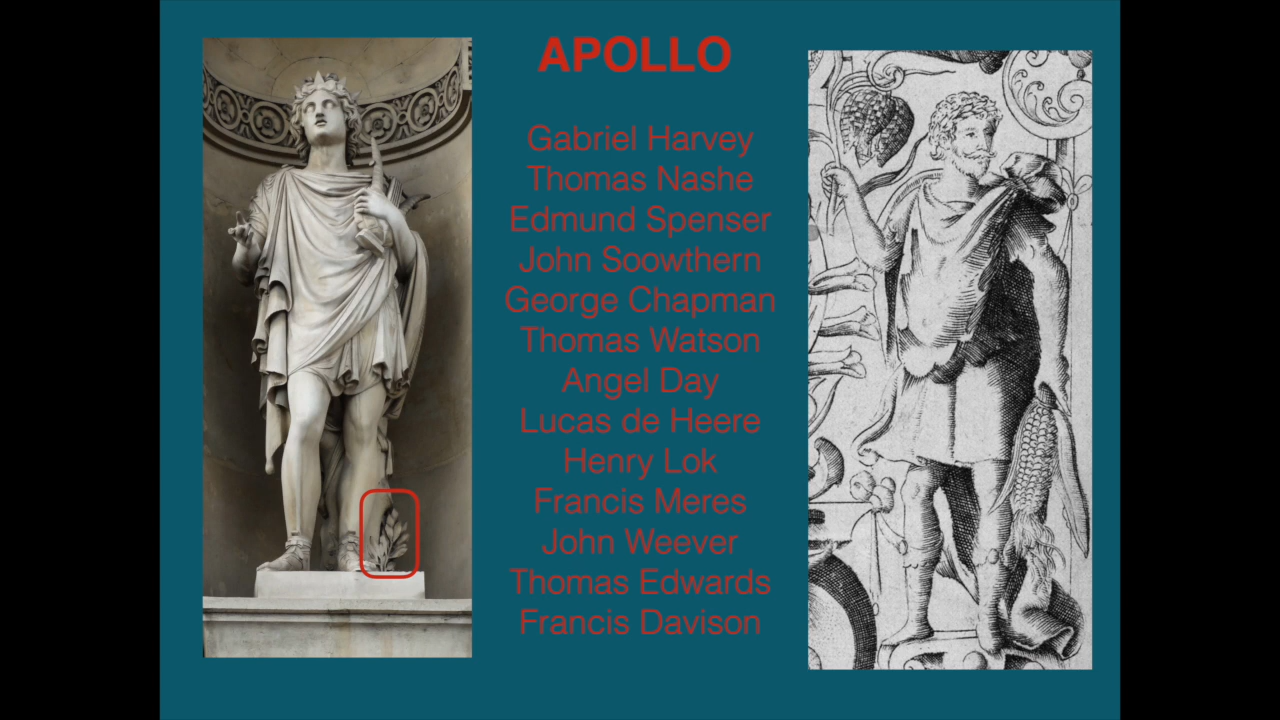 APOLLO
Gabriel Harvey
Thomas Nashe
Edmund Spenser
John Soowthern
George Chapman
Thomas Watson
Angel Day
Lucas de Heere
Henry Lok
Francis Meres
John Weever
Thomas Edwards
Francis Davison